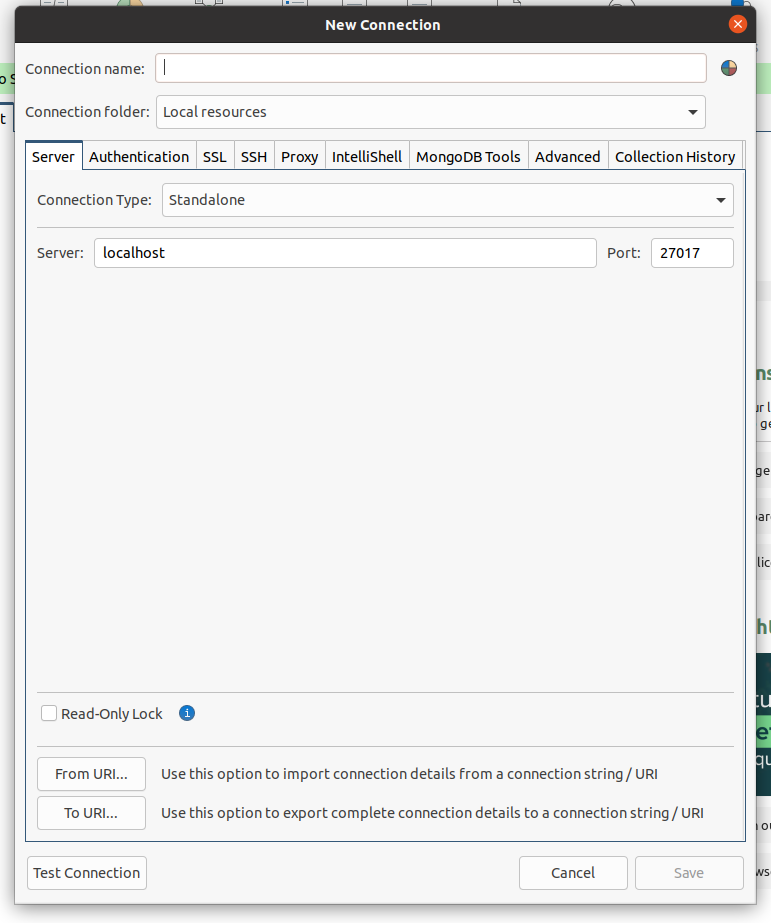 New Connection
Connection name:
Connection folder: Local resources
Server Authentication SSL SSH Proxy IntelliShell MongoDB Tools Advanced Collection History
Connection Type: Standalone
Server: localhost Port: 27017
Read-Only Lock
From URI... Use this option to import connection details from a connection string / URI
To URI... Use this option to export complete connection details to a connection string / URI
Test Connection Cancel Save